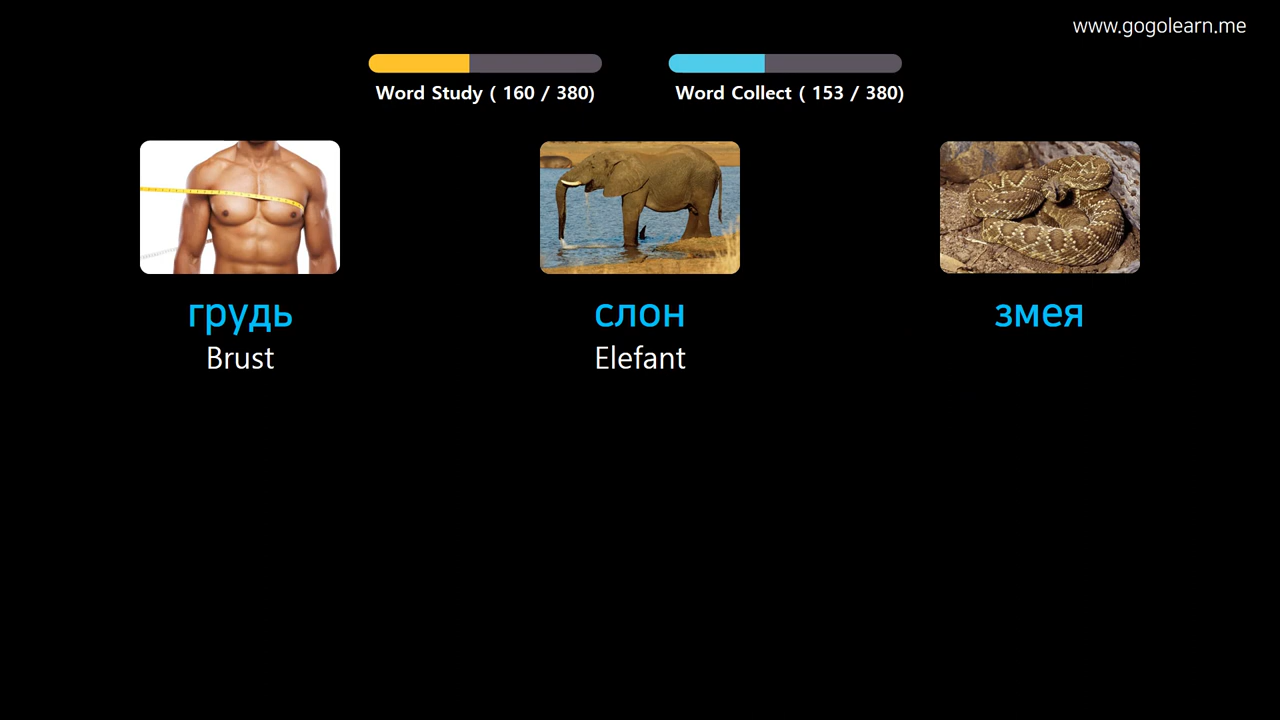 www.gogolearn.me
Word Study ( 160 / 380)
Word Collect ( 153 / 380)
грудь
Brust
слон
Elefant
змея